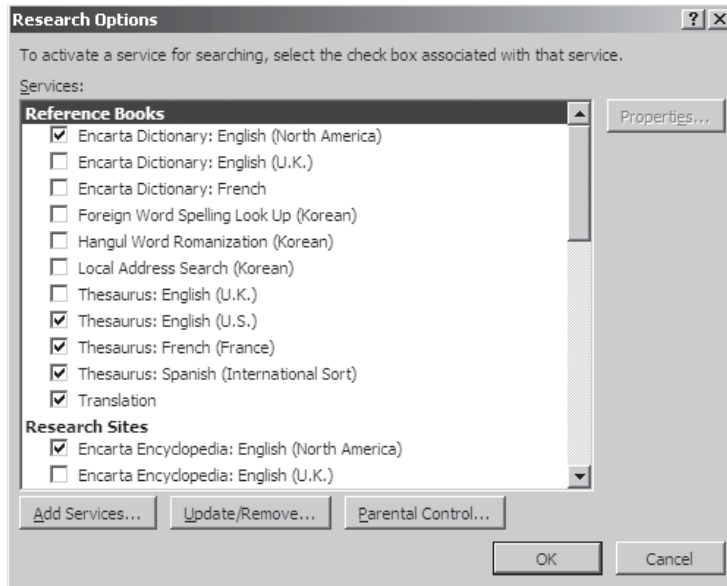 Research Options
To activate a service for searching, select the check box associated with that service.
Services:
Reference Books
Properties...
Encarta Dictionary: English (North America)
Encarta Dictionary: English (U.K.)
Encarta Dictionary: French
Foreign Word Spelling Look Up (Korean)
Hangul Word Romanization (Korean)
Local Address Search (Korean)
Thesaurus: English (U.K.)
Thesaurus: English (U.S.)
Thesaurus: French (France)
Thesaurus: Spanish (International Sort)
Translation
Research Sites
Encarta Encyclopedia: English (North America)
Encarta Encyclopedia: English (U.K.)
Add Services... Update/Remove... Parental Control...
OK Cancel